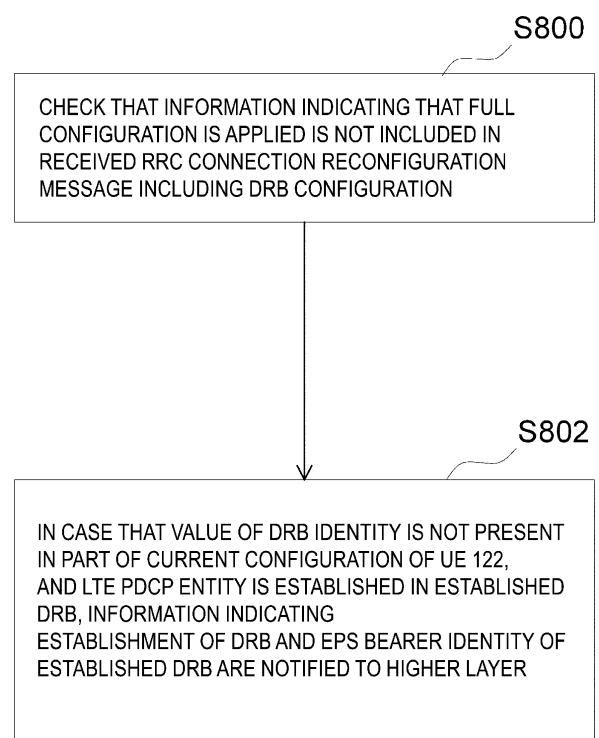 S800
CHECK THAT INFORMATION INDICATING THAT FULL
CONFIGURATION IS APPLIED IS NOT INCLUDED IN
RECEIVED RRC CONNECTION RECONFIGURATION
MESSAGE INCLUDING DRB CONFIGURATION
S802
IN CASE THAT VALUE OF DRB IDENTITY IS NOT PRESENT
IN PART OF CURRENT CONFIGURATION OF UE 122,
AND LTE PDCP ENTITY IS ESTABLISHED IN ESTABLISHED
DRB, INFORMATION INDICATING
ESTABLISHMENT OF DRB AND EPS BEARER IDENTITY OF
ESTABLISHED DRB ARE NOTIFIED TO HIGHER LAYER